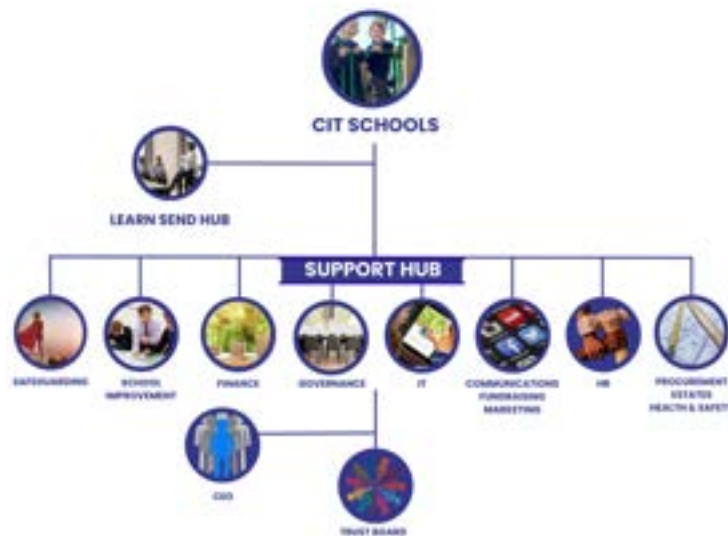 CIT SCHOOLS
LEARN SEND HUB
SUPPORT HUB
SAFEGUARDING
SCHOOL
IMPROVEMENT
FINANCE
GOVERNANCE
IT
COMMUNICATIONS
FUNDRAISING
MARKETING
HR
PROCUREMENT
ESTATES
HEALTH & SAFETY
CEO
TRUST BOARD